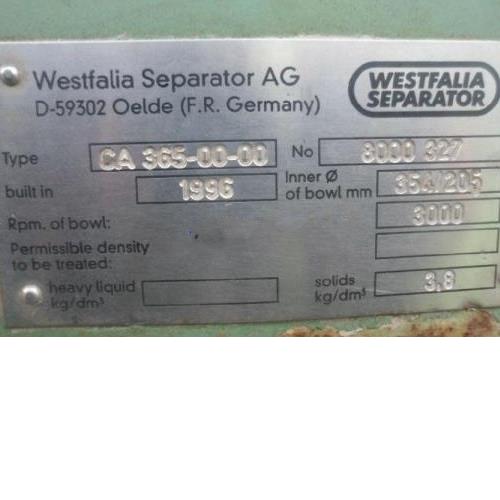 Westfalia Separator AG
D-59302 Oelde (F.R. Germany)
WESTFALIA
SEPARATOR
Type CA 365-00-00 No 8000 327
built in 1996 Inner Ø of bowl mm 354/205
Rpm. of bowl: 3000
Permissible density
to be treated:
heavy liquid
kg/dm³
solids
kg/dm³ 3,8